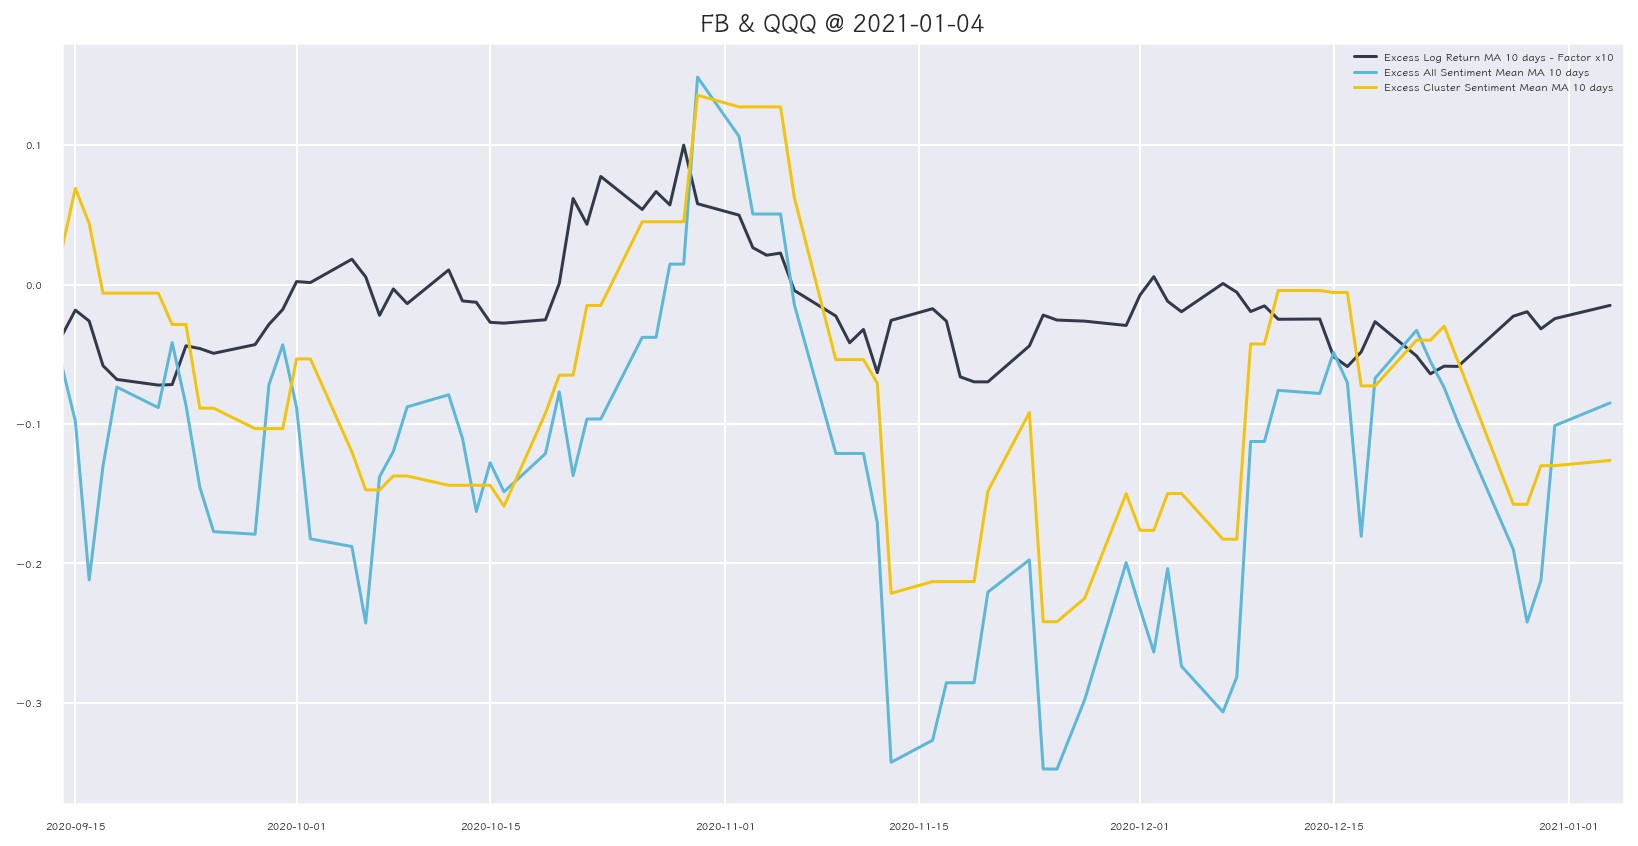 FB & QQQ @ 2021-01-04
Excess Log Return MA 10 days - Factor x10
Excess All Sentiment Mean MA 10 days
Excess Cluster Sentiment Mean MA 10 days
0.1
0.0
−0.1
−0.2
−0.3
2020-09-15 2020-10-01 2020-10-15 2020-11-01 2020-11-15 2020-12-01 2020-12-15 2021-01-01